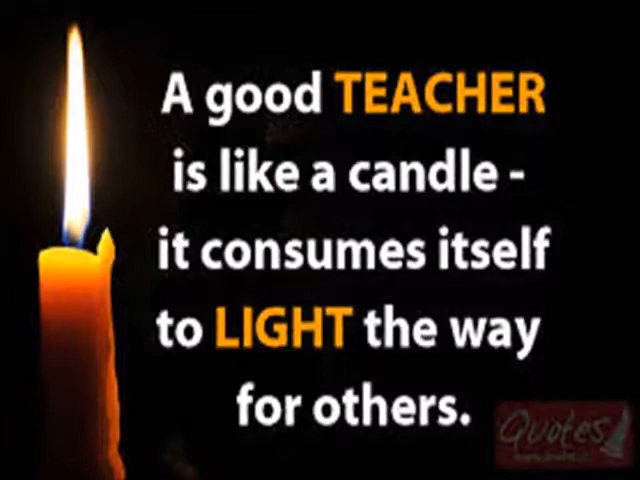 A good TEACHER
is like a candle -
it consumes itself
to LIGHT the way
for others.
Quotes